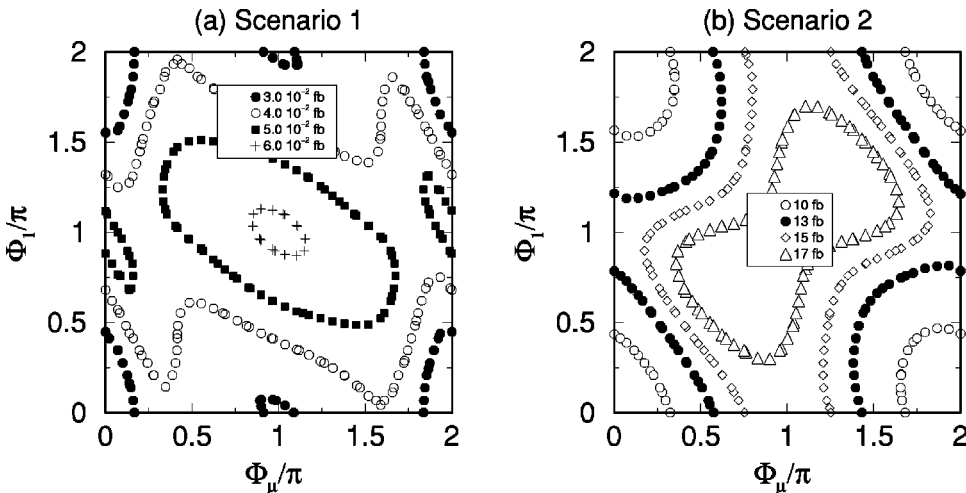 (a) Scenario 1
2
1.5
1
0.5
0
Φ₁/π
3.0 10⁻² fb
4.0 10⁻² fb
5.0 10⁻² fb
6.0 10⁻² fb
0 0.5 1 1.5 2
Φμ/π
(b) Scenario 2
2
1.5
1
0.5
0
Φ₁/π
10 fb
13 fb
15 fb
17 fb
0 0.5 1 1.5 2
Φμ/π